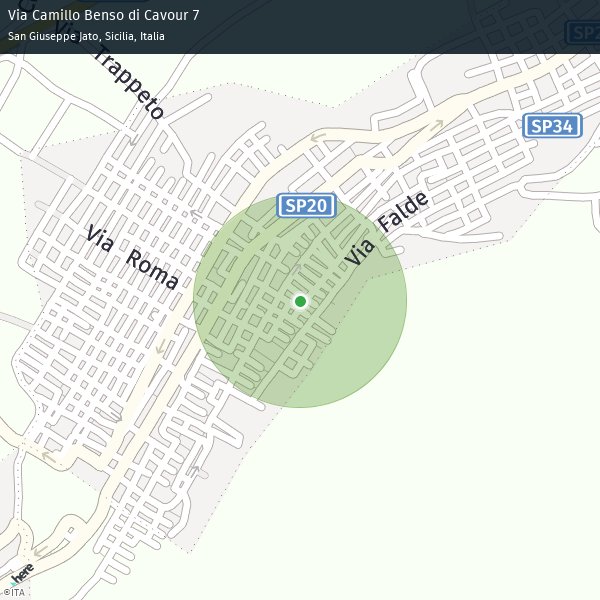 Via Camillo Benso di Cavour 7
San Giuseppe Jato, Sicilia, Italia
Via Trappeto
SP34
SP20
Via Falde
Via Roma
here
©ITA